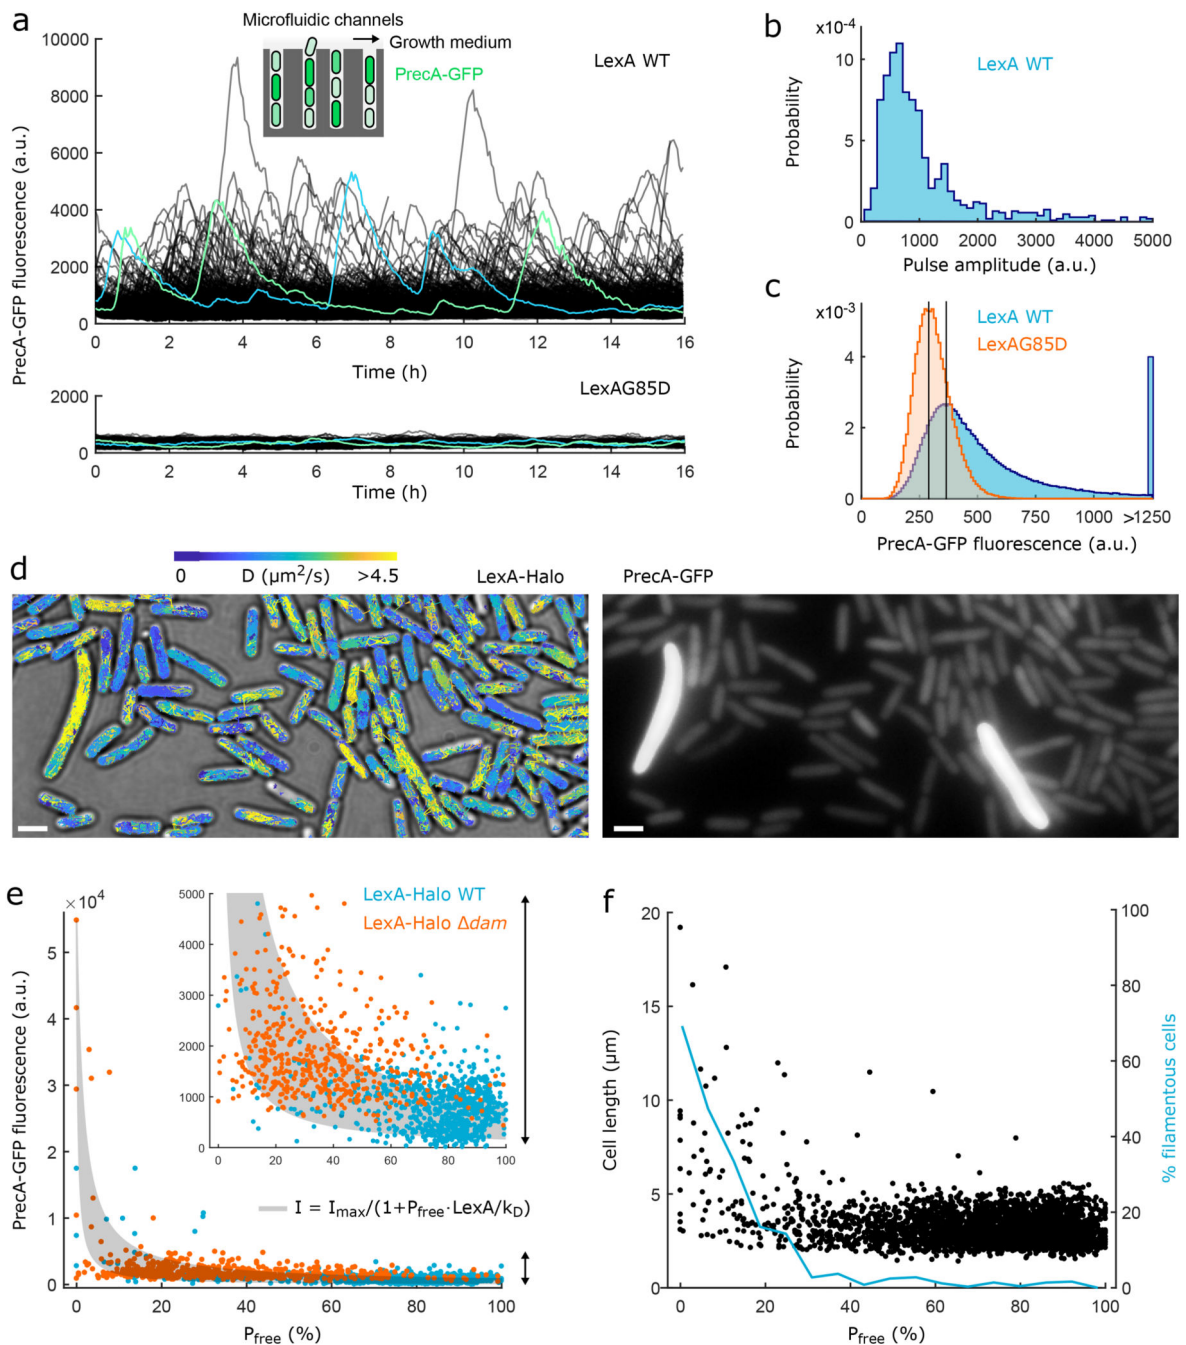 a
Microfluidic channels
Growth medium
PrecA-GFP
LexA WT
PrecA-GFP fluorescence (a.u.)
10000
8000
6000
4000
2000
0
0 2 4 6 8 10 12 14 16
Time (h)
LexAG85D
2000
0
0 2 4 6 8 10 12 14 16
Time (h)
b
x10-4
LexA WT
Probability
10
5
0
0 1000 2000 3000 4000 5000
Pulse amplitude (a.u.)
c
x10-3
LexA WT
LexAG85D
Probability
4
2
0
0 250 500 750 1000 >1250
PrecA-GFP fluorescence (a.u.)
d
0 D (μm²/s) >4.5
LexA-Halo
PrecA-GFP
e
×10⁴
PrecA-GFP fluorescence (a.u.)
5
4
3
2
1
0
0 20 40 60 80 100
Pfree (%)
5000
4000
3000
2000
1000
0
0 20 40 60 80 100
LexA-Halo WT
LexA-Halo Δdam
I = Imax/(1+Pfree·LexA/kD)
f
Cell length (μm)
20
15
10
5
0
0 20 40 60 80 100
Pfree (%)
100
80
60
40
20
0
% filamentous cells